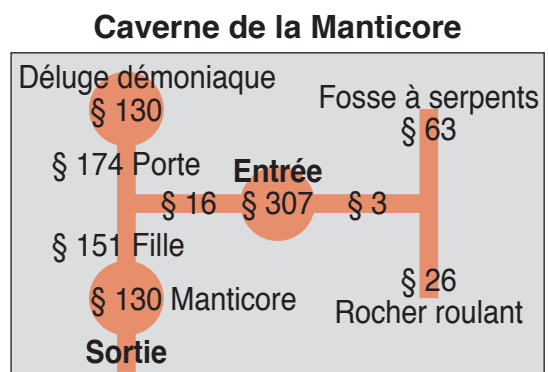 Caverne de la Manticore
Déluge démoniaque
§ 130
Fosse à serpents
§ 63
§ 174 Porte
Entrée
§ 16
§ 307
§ 3
§ 151 Fille
§ 130 Manticore
§ 26
Rocher roulant
Sortie